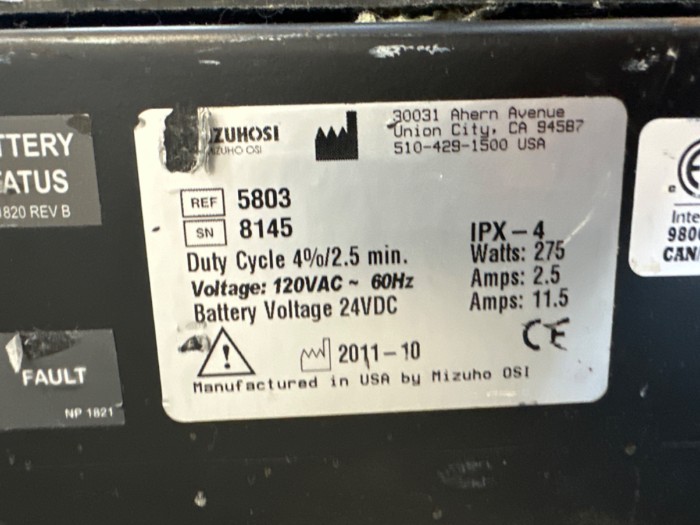 TTERY
ATUS
820 REV B
FAULT
NP 1821
ZUHOSI
ZUHO OSI
30031 Ahern Avenue
Union City, CA 94587
510-429-1500 USA
REF 5803
SN 8145
Duty Cycle 4%/2.5 min.
Voltage: 120VAC ~ 60Hz
Battery Voltage 24VDC
IPX-4
Watts: 275
Amps: 2.5
Amps: 11.5
CE
2011-10
Manufactured in USA by Mizuho OSI
Inte
980
CAN/